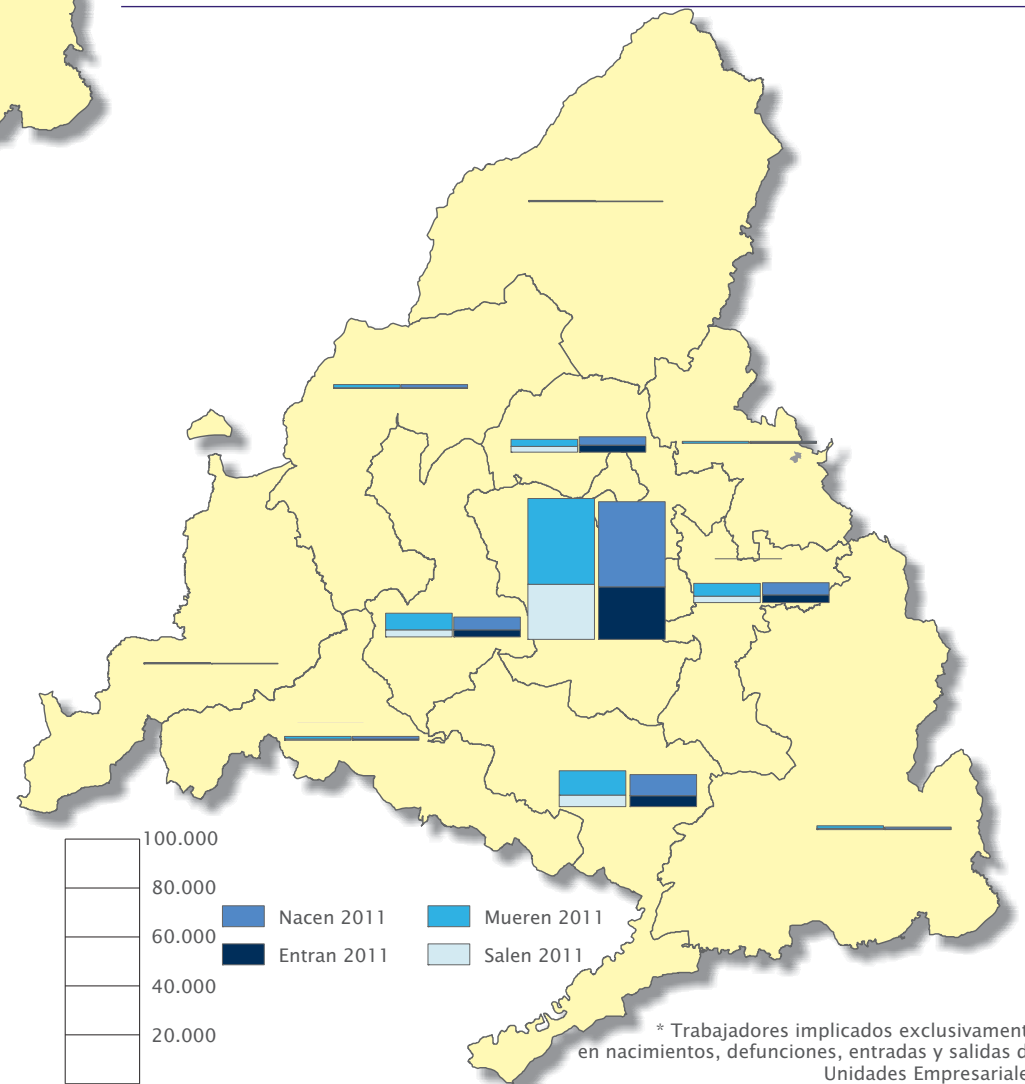 100.000
80.000
60.000
40.000
20.000
Nacen 2011
Mueren 2011
Entran 2011
Salen 2011
* Trabajadores implicados exclusivament
en nacimientos, defunciones, entradas y salidas d
Unidades Empresariale